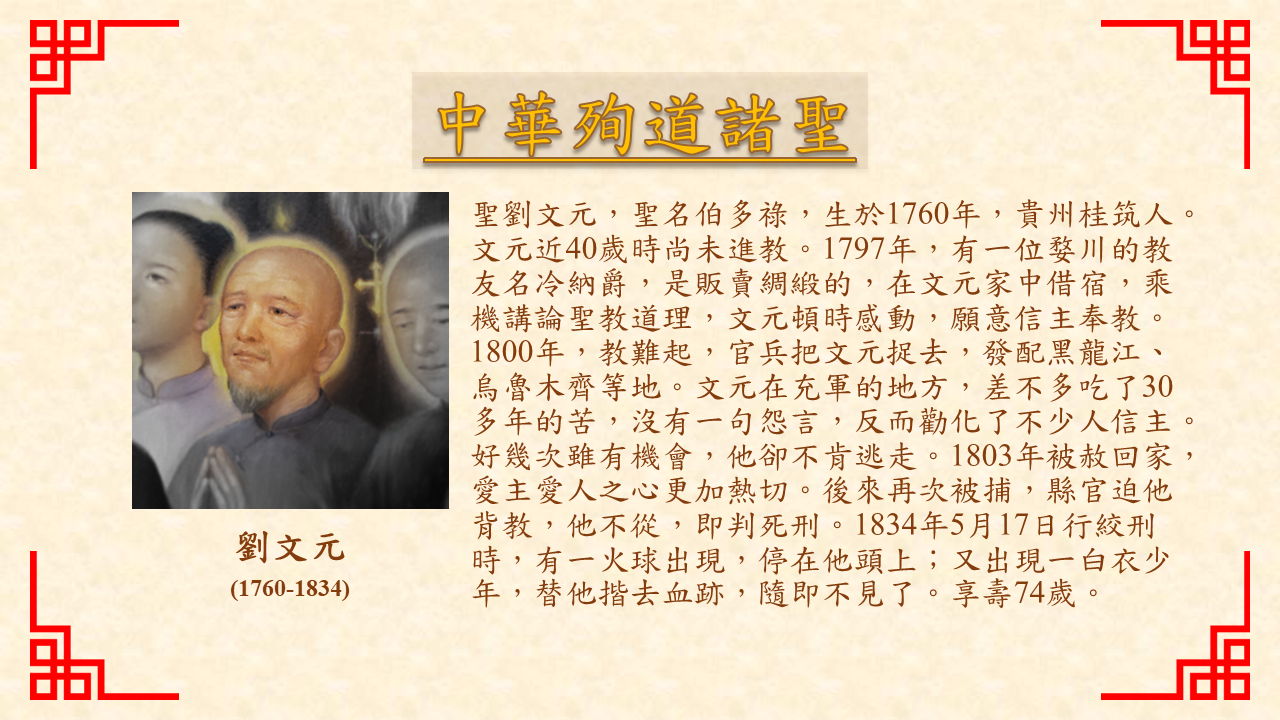 中華殉道諸聖
聖劉文元，聖名伯多祿，生於1760年，貴州桂筑人。
文元近40歲時尚未進教。1797年，有一位婺川的教
友名冷納爵，是販賣綢緞的，在文元家中借宿，乘
機講論聖教道理，文元頓時感動，願意信主奉教。
1800年，教難起，官兵把文元捉去，發配黑龍江、
烏魯木齊等地。文元在充軍的地方，差不多吃了30
多年的苦，沒有一句怨言，反而勸化了不少人信主。
好幾次雖有機會，他卻不肯逃走。1803年被赦回家，
愛主愛人之心更加熱切。後來再次被捕，縣官迫他
背教，他不從，即判死刑。1834年5月17日行絞刑
時，有一火球出現，停在他頭上；又出現一白衣少
年，替他揩去血跡，隨即不見了。享壽74歲。
劉文元
(1760-1834)